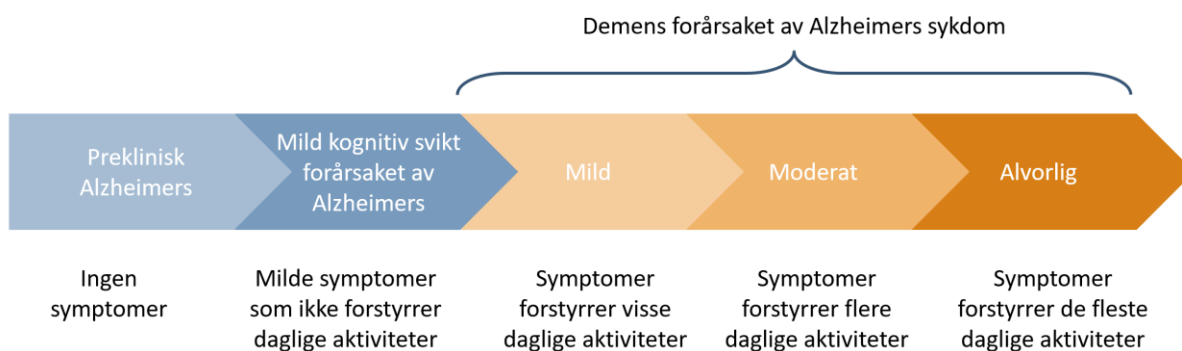 Demens forårsaket av Alzheimers sykdom
Preklinisk
Alzheimers
Mild kognitiv svikt
forårsaket av
Alzheimers
Mild
Moderat
Alvorlig
Ingen
symptomer
Milde symptomer
som ikke forstyrrer
daglige aktiviteter
Symptomer
forstyrrer visse
daglige aktiviteter
Symptomer
forstyrrer flere
daglige aktiviteter
Symptomer
forstyrrer de fleste
daglige aktiviteter